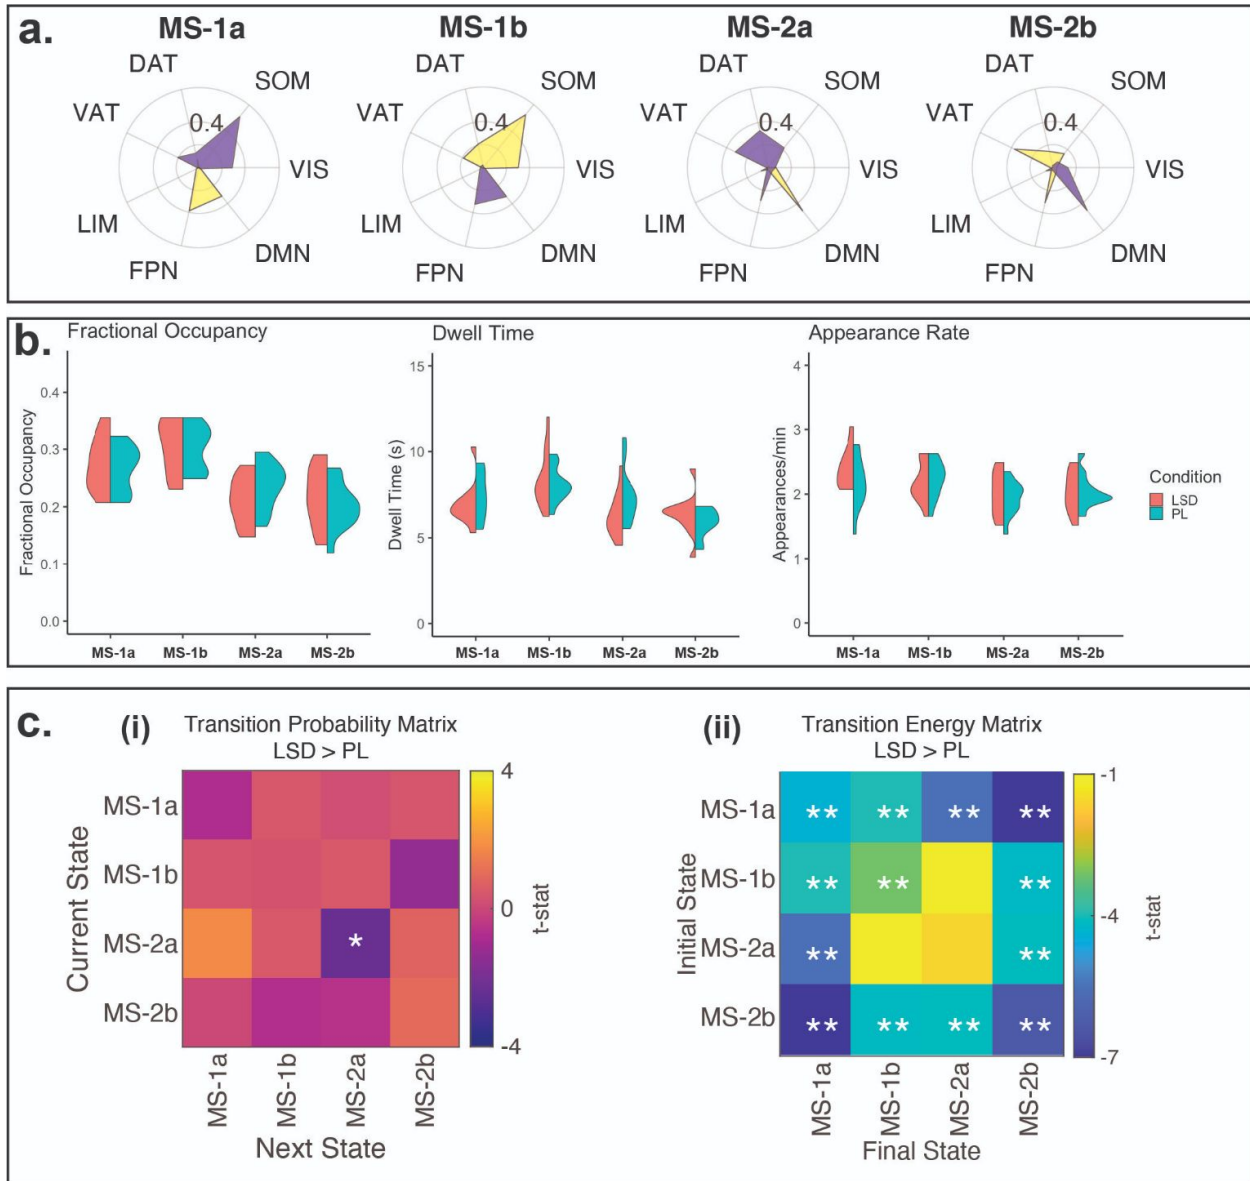 a.
MS-1a
MS-1b
MS-2a
MS-2b
DAT
SOM
VAT
0.4
VIS
LIM
DMN
FPN
DAT
SOM
VAT
0.4
VIS
LIM
DMN
FPN
DAT
SOM
VAT
0.4
VIS
LIM
DMN
FPN
DAT
SOM
VAT
0.4
VIS
LIM
DMN
FPN
b.
Fractional Occupancy
Fractional Occupancy
0.4
0.3
0.2
0.1
0.0
MS-1a MS-1b MS-2a MS-2b
Dwell Time
Dwell Time (s)
15
10
5
0
MS-1a MS-1b MS-2a MS-2b
Appearance Rate
Appearances/min
4
3
2
1
0
MS-1a MS-1b MS-2a MS-2b
Condition
LSD
PL
c.
(i)
Transition Probability Matrix
LSD > PL
Current State
MS-1a
MS-1b
MS-2a
MS-2b
*
MS-1a MS-1b MS-2a MS-2b
Next State
4
0
-4
t-stat
(ii)
Transition Energy Matrix
LSD > PL
Initial State
MS-1a ** ** ** **
MS-1b ** ** **
MS-2a ** **
MS-2b ** ** ** **
MS-1a MS-1b MS-2a MS-2b
Final State
-1
-4
-7
t-stat